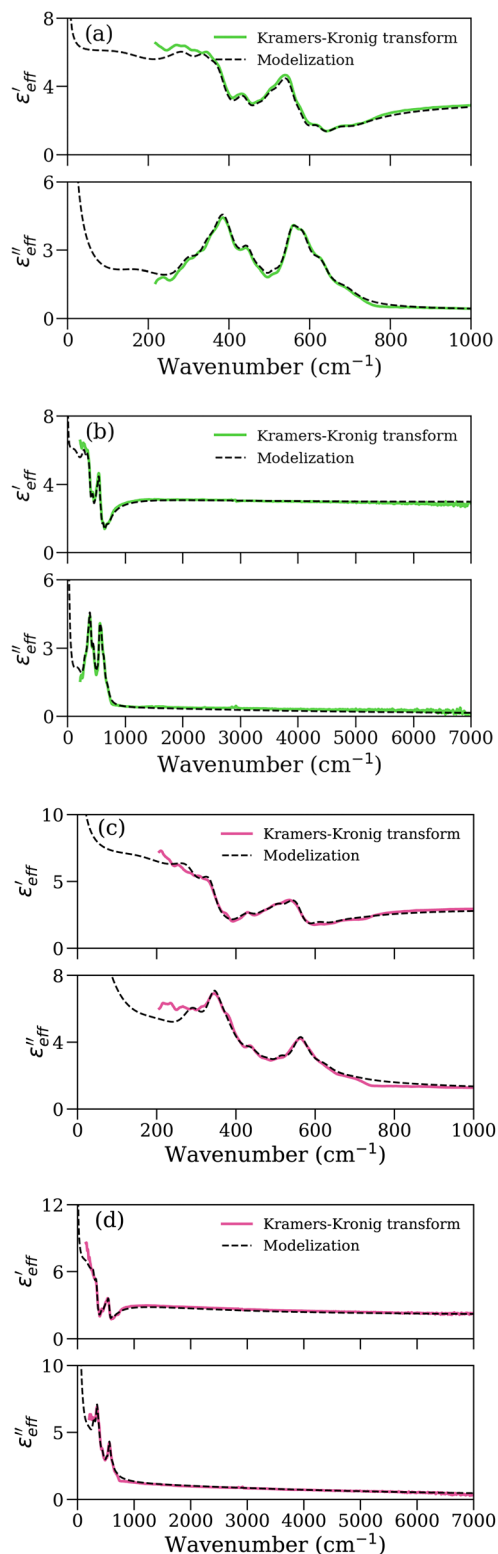 8
(a)
Kramers-Kronig transform
Modelization
ε′eff
4
0
6
ε″eff
3
0
0 200 400 600 800 1000
Wavenumber (cm⁻¹)
8
(b)
Kramers-Kronig transform
Modelization
ε′eff
4
0
6
ε″eff
3
0
0 1000 2000 3000 4000 5000 6000 7000
Wavenumber (cm⁻¹)
10
(c)
Kramers-Kronig transform
Modelization
ε′eff
5
0
8
ε″eff
4
0
0 200 400 600 800 1000
Wavenumber (cm⁻¹)
12
(d)
Kramers-Kronig transform
Modelization
ε′eff
6
0
10
ε″eff
5
0
0 1000 2000 3000 4000 5000 6000 7000
Wavenumber (cm⁻¹)